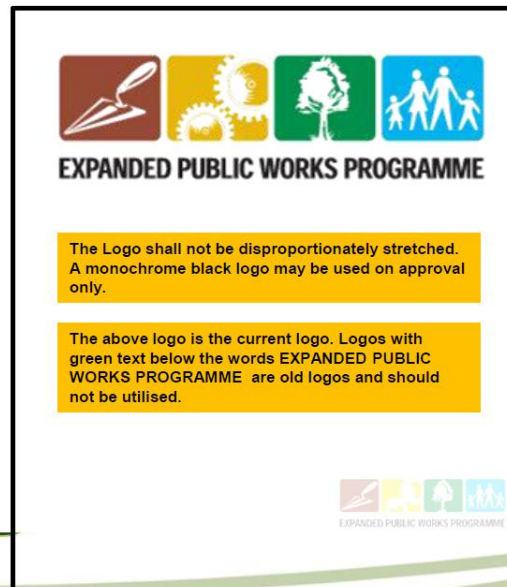 EXPANDED PUBLIC WORKS PROGRAMME
The Logo shall not be disproportionately stretched.
A monochrome black logo may be used on approval
only.
The above logo is the current logo. Logos with
green text below the words EXPANDED PUBLIC
WORKS PROGRAMME are old logos and should
not be utilised.
EXPANDED PUBLIC WORKS PROGRAMME